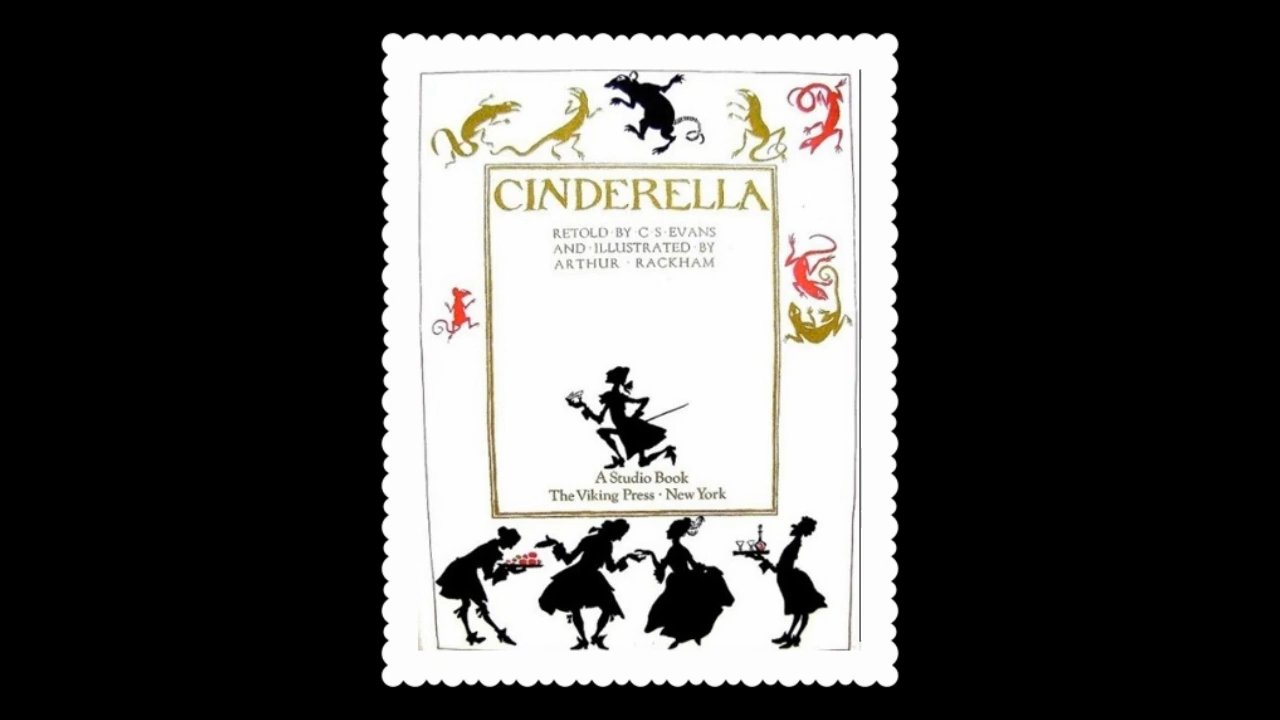 CINDERELLA
RETOLD·BY·C·S·EVANS
AND·ILLUSTRATED·BY
ARTHUR · RACKHAM
A Studio Book
The Viking Press · New York